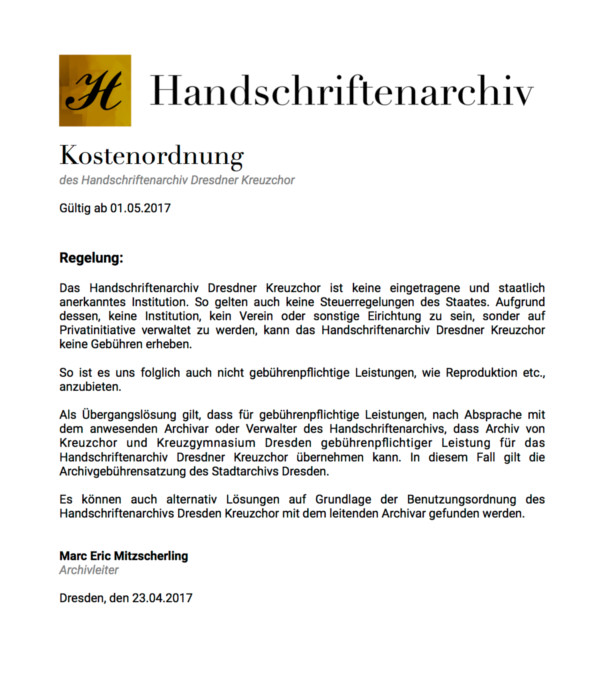 H
Handschriftenarchiv
Kostenordnung
des Handschriftenarchiv Dresdner Kreuzchor
Gültig ab 01.05.2017
Regelung:
Das Handschriftenarchiv Dresdner Kreuzchor ist keine eingetragene und staatlich
anerkanntes Institution. So gelten auch keine Steuerregelungen des Staates. Aufgrund
dessen, keine Institution, kein Verein oder sonstige Eirichtung zu sein, sonder auf
Privatinitiative verwaltet zu werden, kann das Handschriftenarchiv Dresdner Kreuzchor
keine Gebühren erheben.
So ist es uns folglich auch nicht gebührenpflichtige Leistungen, wie Reproduktion etc.,
anzubieten.
Als Übergangslösung gilt, dass für gebührenpflichtige Leistungen, nach Absprache mit
dem anwesenden Archivar oder Verwalter des Handschriftenarchivs, dass Archiv von
Kreuzchor und Kreuzgymnasium Dresden gebührenpflichtiger Leistung für das
Handschriftenarchiv Dresdner Kreuzchor übernehmen kann. In diesem Fall gilt die
Archivgebührensatzung des Stadtarchivs Dresden.
Es können auch alternativ Lösungen auf Grundlage der Benutzungsordnung des
Handschriftenarchivs Dresden Kreuzchor mit dem leitenden Archivar gefunden werden.
Marc Eric Mitzscherling
Archivleiter
Dresden, den 23.04.2017